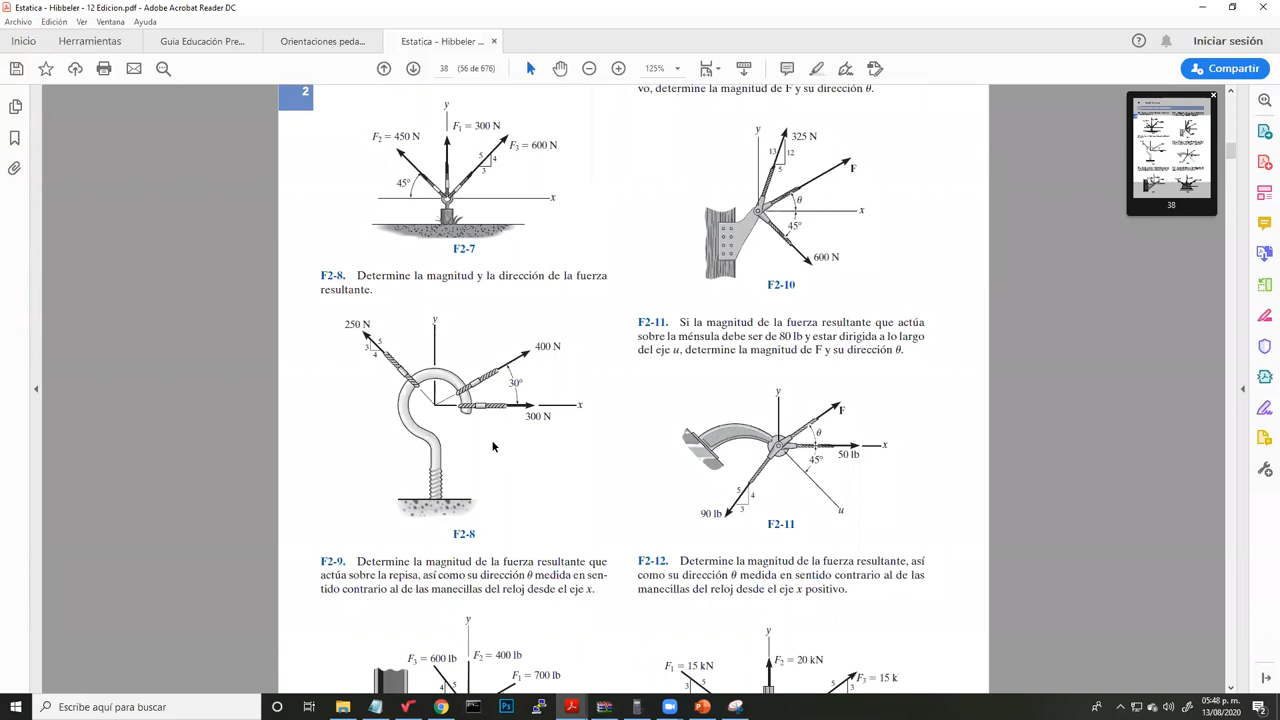 Estatica - Hibbeler - 12 Edicion.pdf - Adobe Acrobat Reader DC
Archivo Edición Ver Ventana Ayuda
Inicio Herramientas Guia Educación Pre... Orientaciones peda... Estatica - Hibbeler ... ×
Iniciar sesión
38 (56 de 676) 125%
Compartir
2
y
F₁ = 300 N
F₂ = 450 N
F₃ = 600 N
5
4
3
45°
x
F2-7
F2-8. Determine la magnitud y la dirección de la fuerza
resultante.
y
250 N
3 5
4
400 N
30°
x
300 N
F2-8
F2-9. Determine la magnitud de la fuerza resultante que
actúa sobre la repisa, así como su dirección θ medida en sen-
tido contrario al de las manecillas del reloj desde el eje x.
y
F₃ = 600 lb
F₂ = 400 lb
F₁ = 700 lb
4 5
vo, determine la magnitud de F y su dirección θ.
y
325 N
13 12
5
F
θ
x
45°
600 N
F2-10
F2-11. Si la magnitud de la fuerza resultante que actúa
sobre la ménsula debe ser de 80 lb y estar dirigida a lo largo
del eje u, determine la magnitud de F y su dirección θ.
y
F
θ
x
50 lb
45°
5
4
3
90 lb
u
F2-11
F2-12. Determine la magnitud de la fuerza resultante, así
como su dirección θ medida en sentido contrario al de las
manecillas del reloj desde el eje x positivo.
y
F₁ = 15 kN
F₂ = 20 kN
F₃ = 15 k
3 5
5 3
38
Escribe aquí para buscar
05:48 p. m.
13/08/2020
2